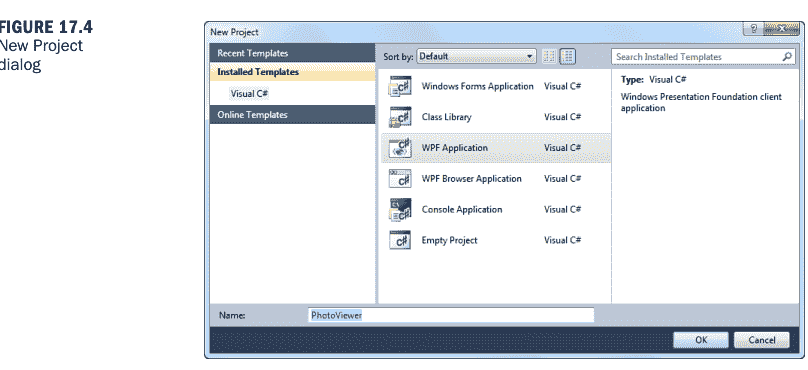 FIGURE 17.4
New Project
dialog
New Project
Recent Templates
Installed Templates
Visual C#
Online Templates
Sort by: Default
Search Installed Templates
Windows Forms Application Visual C#
Class Library Visual C#
WPF Application Visual C#
WPF Browser Application Visual C#
Console Application Visual C#
Empty Project Visual C#
Type: Visual C#
Windows Presentation Foundation client
application
Name: PhotoViewer
OK Cancel